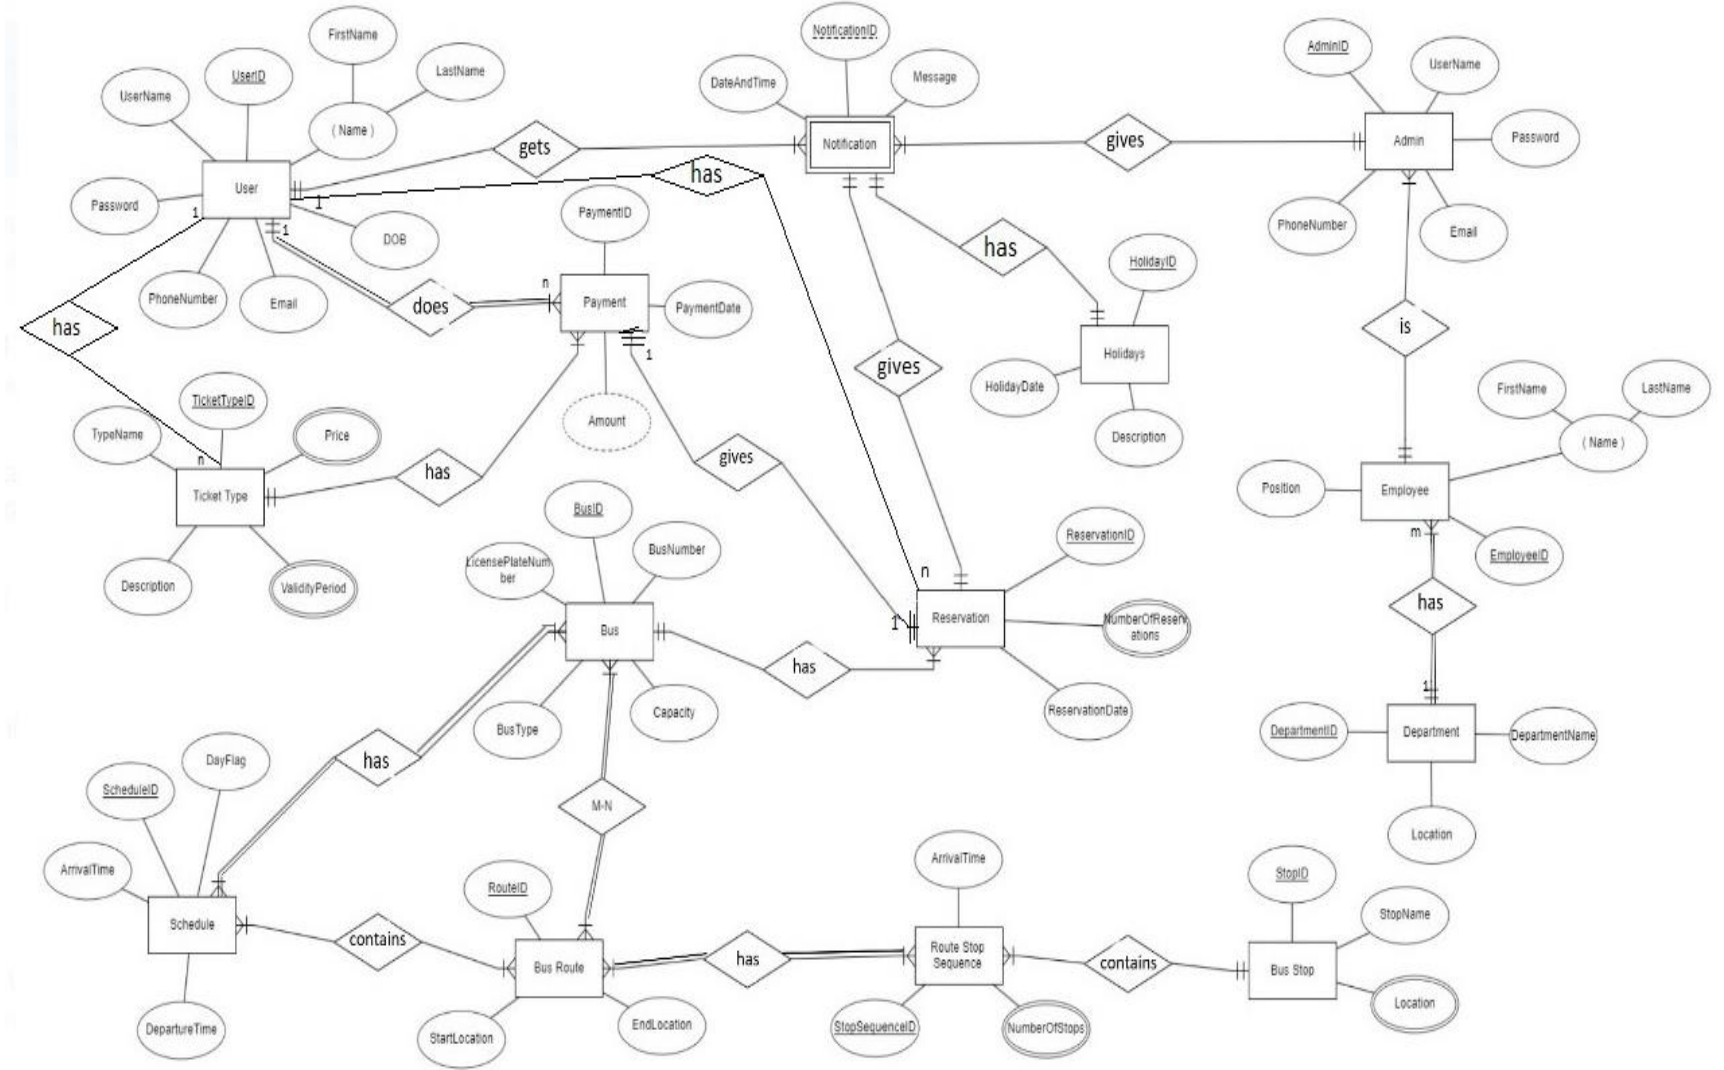 FirstName
NotificationID
UserID
LastName
AdminID
UserName
UserName
DateAndTime
Message
( Name )
gets
Notification
gives
Admin
Password
User
has
Password
1
1
1
PaymentID
DOB
PhoneNumber
Email
has
HolidayID
PhoneNumber
Email
n
does
Payment
PaymentDate
has
is
1
Holidays
gives
HolidayDate
TicketTypeID
FirstName
LastName
TypeName
Price
Amount
Description
( Name )
n
has
gives
Ticket Type
Position
Employee
BusID
m
ReservationID
BusNumber
EmployeeID
LicensePlateNum
ber
n
Description
ValidityPeriod
has
1
Reservation
NumberOfReserv
ations
Bus
has
1
ReservationDate
BusType
Capacity
DepartmentID
Department
DepartmentName
has
DayFlag
ScheduleID
M-N
Location
ArrivalTime
ArrivalTime
RouteID
StopID
StopName
Schedule
contains
has
Route Stop
Sequence
contains
Bus Route
Bus Stop
Location
DepartureTime
StartLocation
EndLocation
StopSequenceID
NumberOfStops